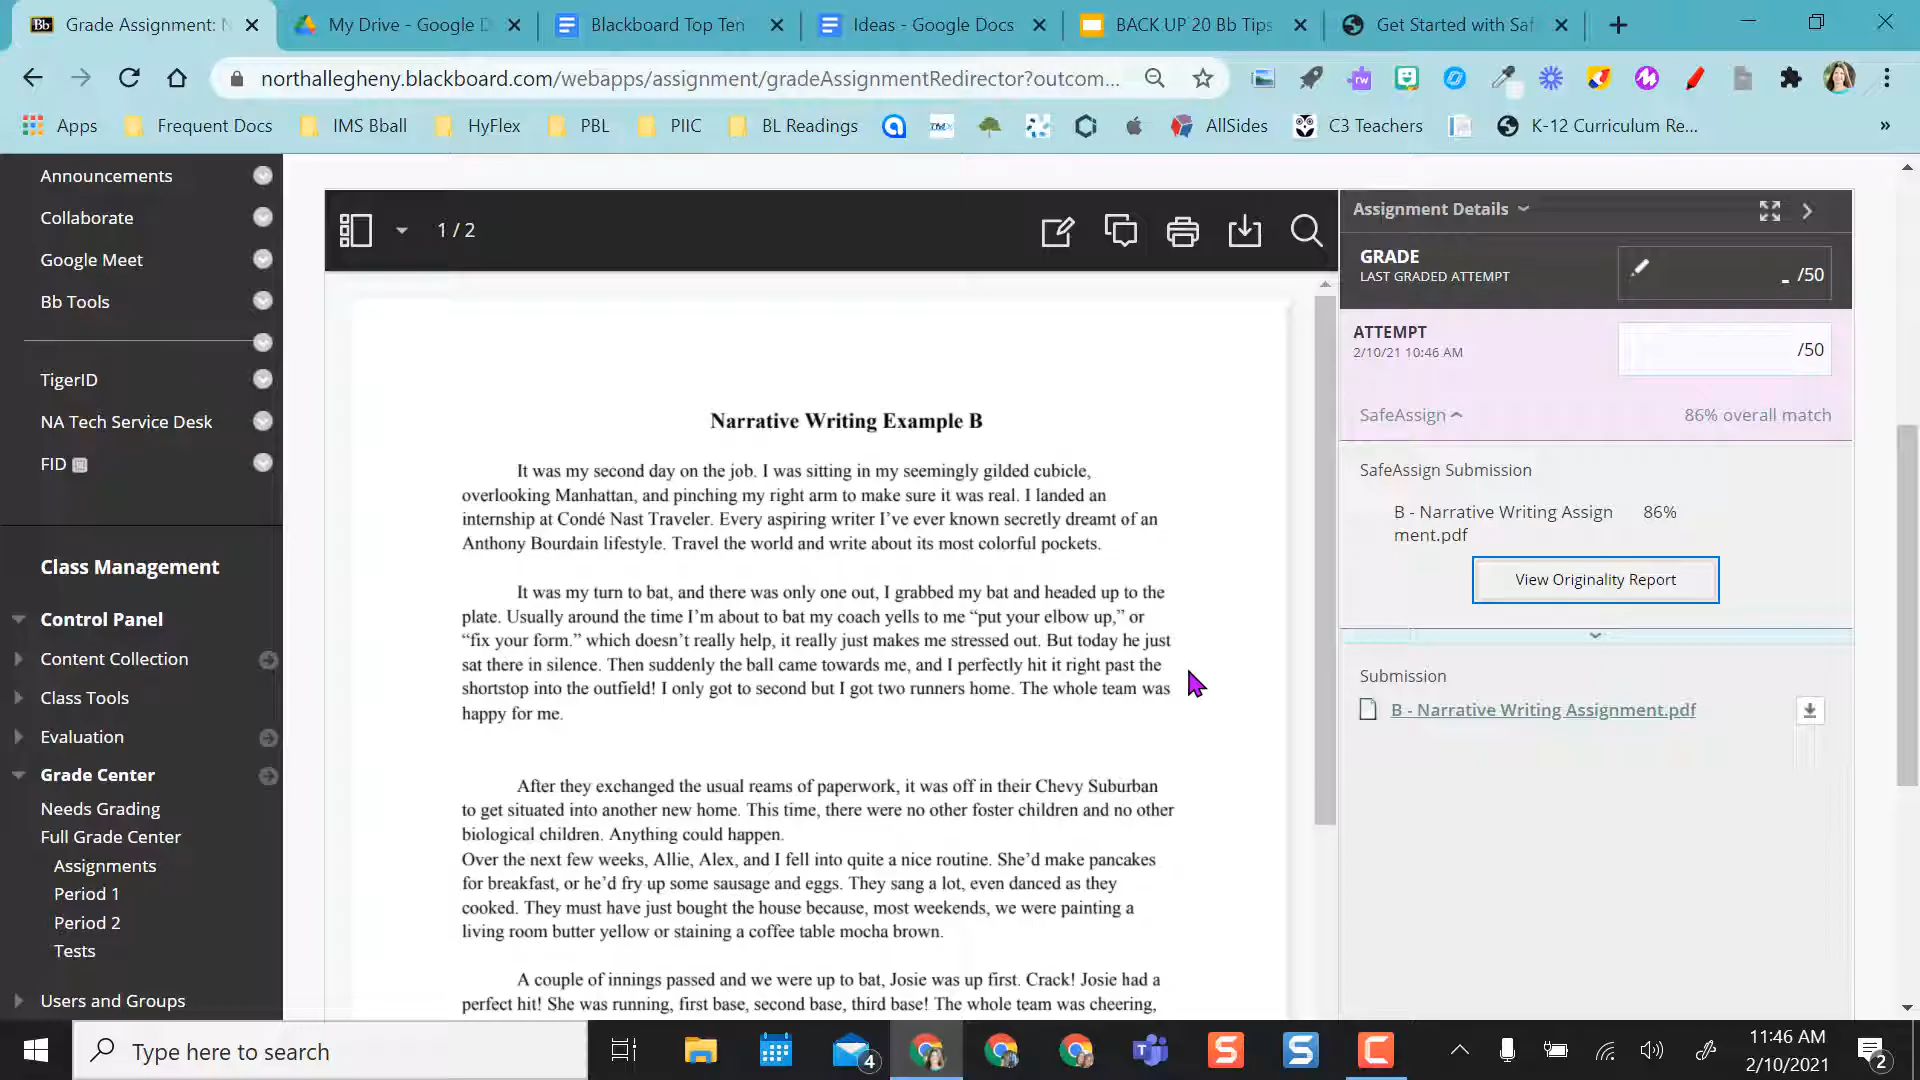 Grade Assignment: N
My Drive - Google D
Blackboard Top Ten
Ideas - Google Docs
BACK UP 20 Bb Tips
Get Started with Saf
northallegheny.blackboard.com/webapps/assignment/gradeAssignmentRedirector?outcom...
Apps
Frequent Docs
IMS Bball
HyFlex
PBL
PIIC
BL Readings
AllSides
C3 Teachers
K-12 Curriculum Re...
Announcements
Collaborate
Google Meet
Bb Tools
TigerID
NA Tech Service Desk
FID
Class Management
Control Panel
Content Collection
Class Tools
Evaluation
Grade Center
Needs Grading
Full Grade Center
Assignments
Period 1
Period 2
Tests
Users and Groups
1 / 2
Narrative Writing Example B
It was my second day on the job. I was sitting in my seemingly gilded cubicle,
overlooking Manhattan, and pinching my right arm to make sure it was real. I landed an
internship at Condé Nast Traveler. Every aspiring writer I've ever known secretly dreamt of an
Anthony Bourdain lifestyle. Travel the world and write about its most colorful pockets.
It was my turn to bat, and there was only one out, I grabbed my bat and headed up to the
plate. Usually around the time I'm about to bat my coach yells to me “put your elbow up,” or
“fix your form.” which doesn't really help, it really just makes me stressed out. But today he just
sat there in silence. Then suddenly the ball came towards me, and I perfectly hit it right past the
shortstop into the outfield! I only got to second but I got two runners home. The whole team was
happy for me.
After they exchanged the usual reams of paperwork, it was off in their Chevy Suburban
to get situated into another new home. This time, there were no other foster children and no other
biological children. Anything could happen.
Over the next few weeks, Allie, Alex, and I fell into quite a nice routine. She'd make pancakes
for breakfast, or he'd fry up some sausage and eggs. They sang a lot, even danced as they
cooked. They must have just bought the house because, most weekends, we were painting a
living room butter yellow or staining a coffee table mocha brown.
A couple of innings passed and we were up to bat, Josie was up first. Crack! Josie had a
perfect hit! She was running, first base, second base, third base! The whole team was cheering,
Assignment Details
GRADE
LAST GRADED ATTEMPT
- /50
ATTEMPT
2/10/21 10:46 AM
/50
SafeAssign
86% overall match
SafeAssign Submission
B - Narrative Writing Assign
ment.pdf
86%
View Originality Report
Submission
B - Narrative Writing Assignment.pdf
Type here to search
4
11:46 AM
2/10/2021
2